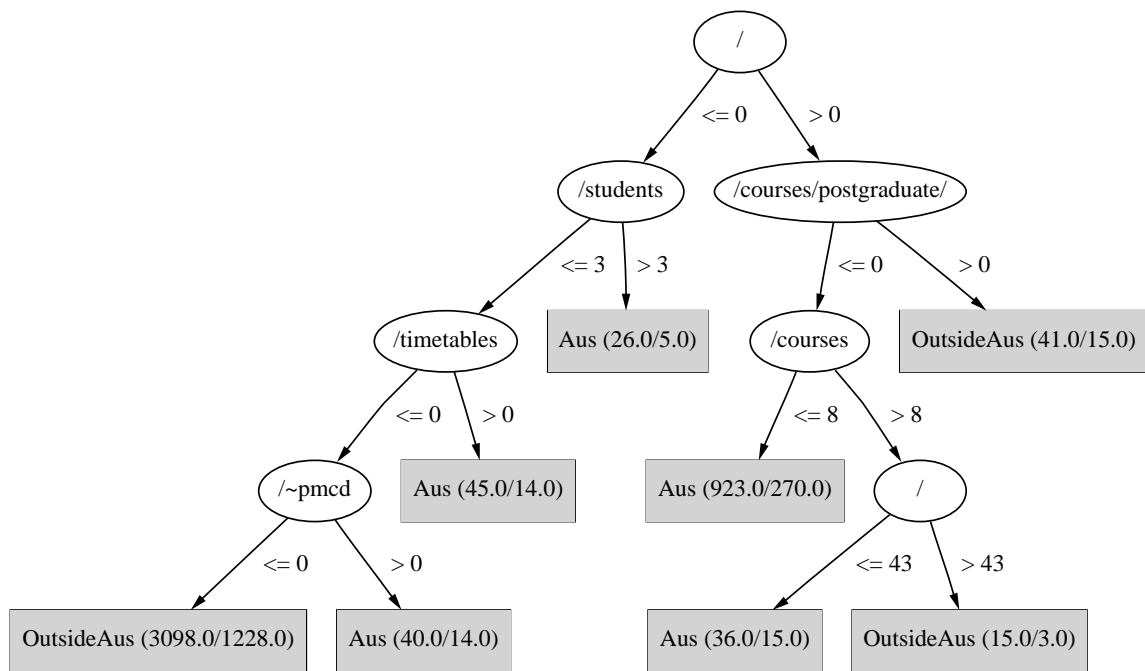 /
<= 0
> 0
/students
/courses/postgraduate/
<= 3
> 3
<= 0
> 0
/timetables
Aus (26.0/5.0)
/courses
OutsideAus (41.0/15.0)
<= 0
> 0
<= 8
> 8
/~pmcd
Aus (45.0/14.0)
Aus (923.0/270.0)
/
<= 0
> 0
<= 43
> 43
OutsideAus (3098.0/1228.0)
Aus (40.0/14.0)
Aus (36.0/15.0)
OutsideAus (15.0/3.0)